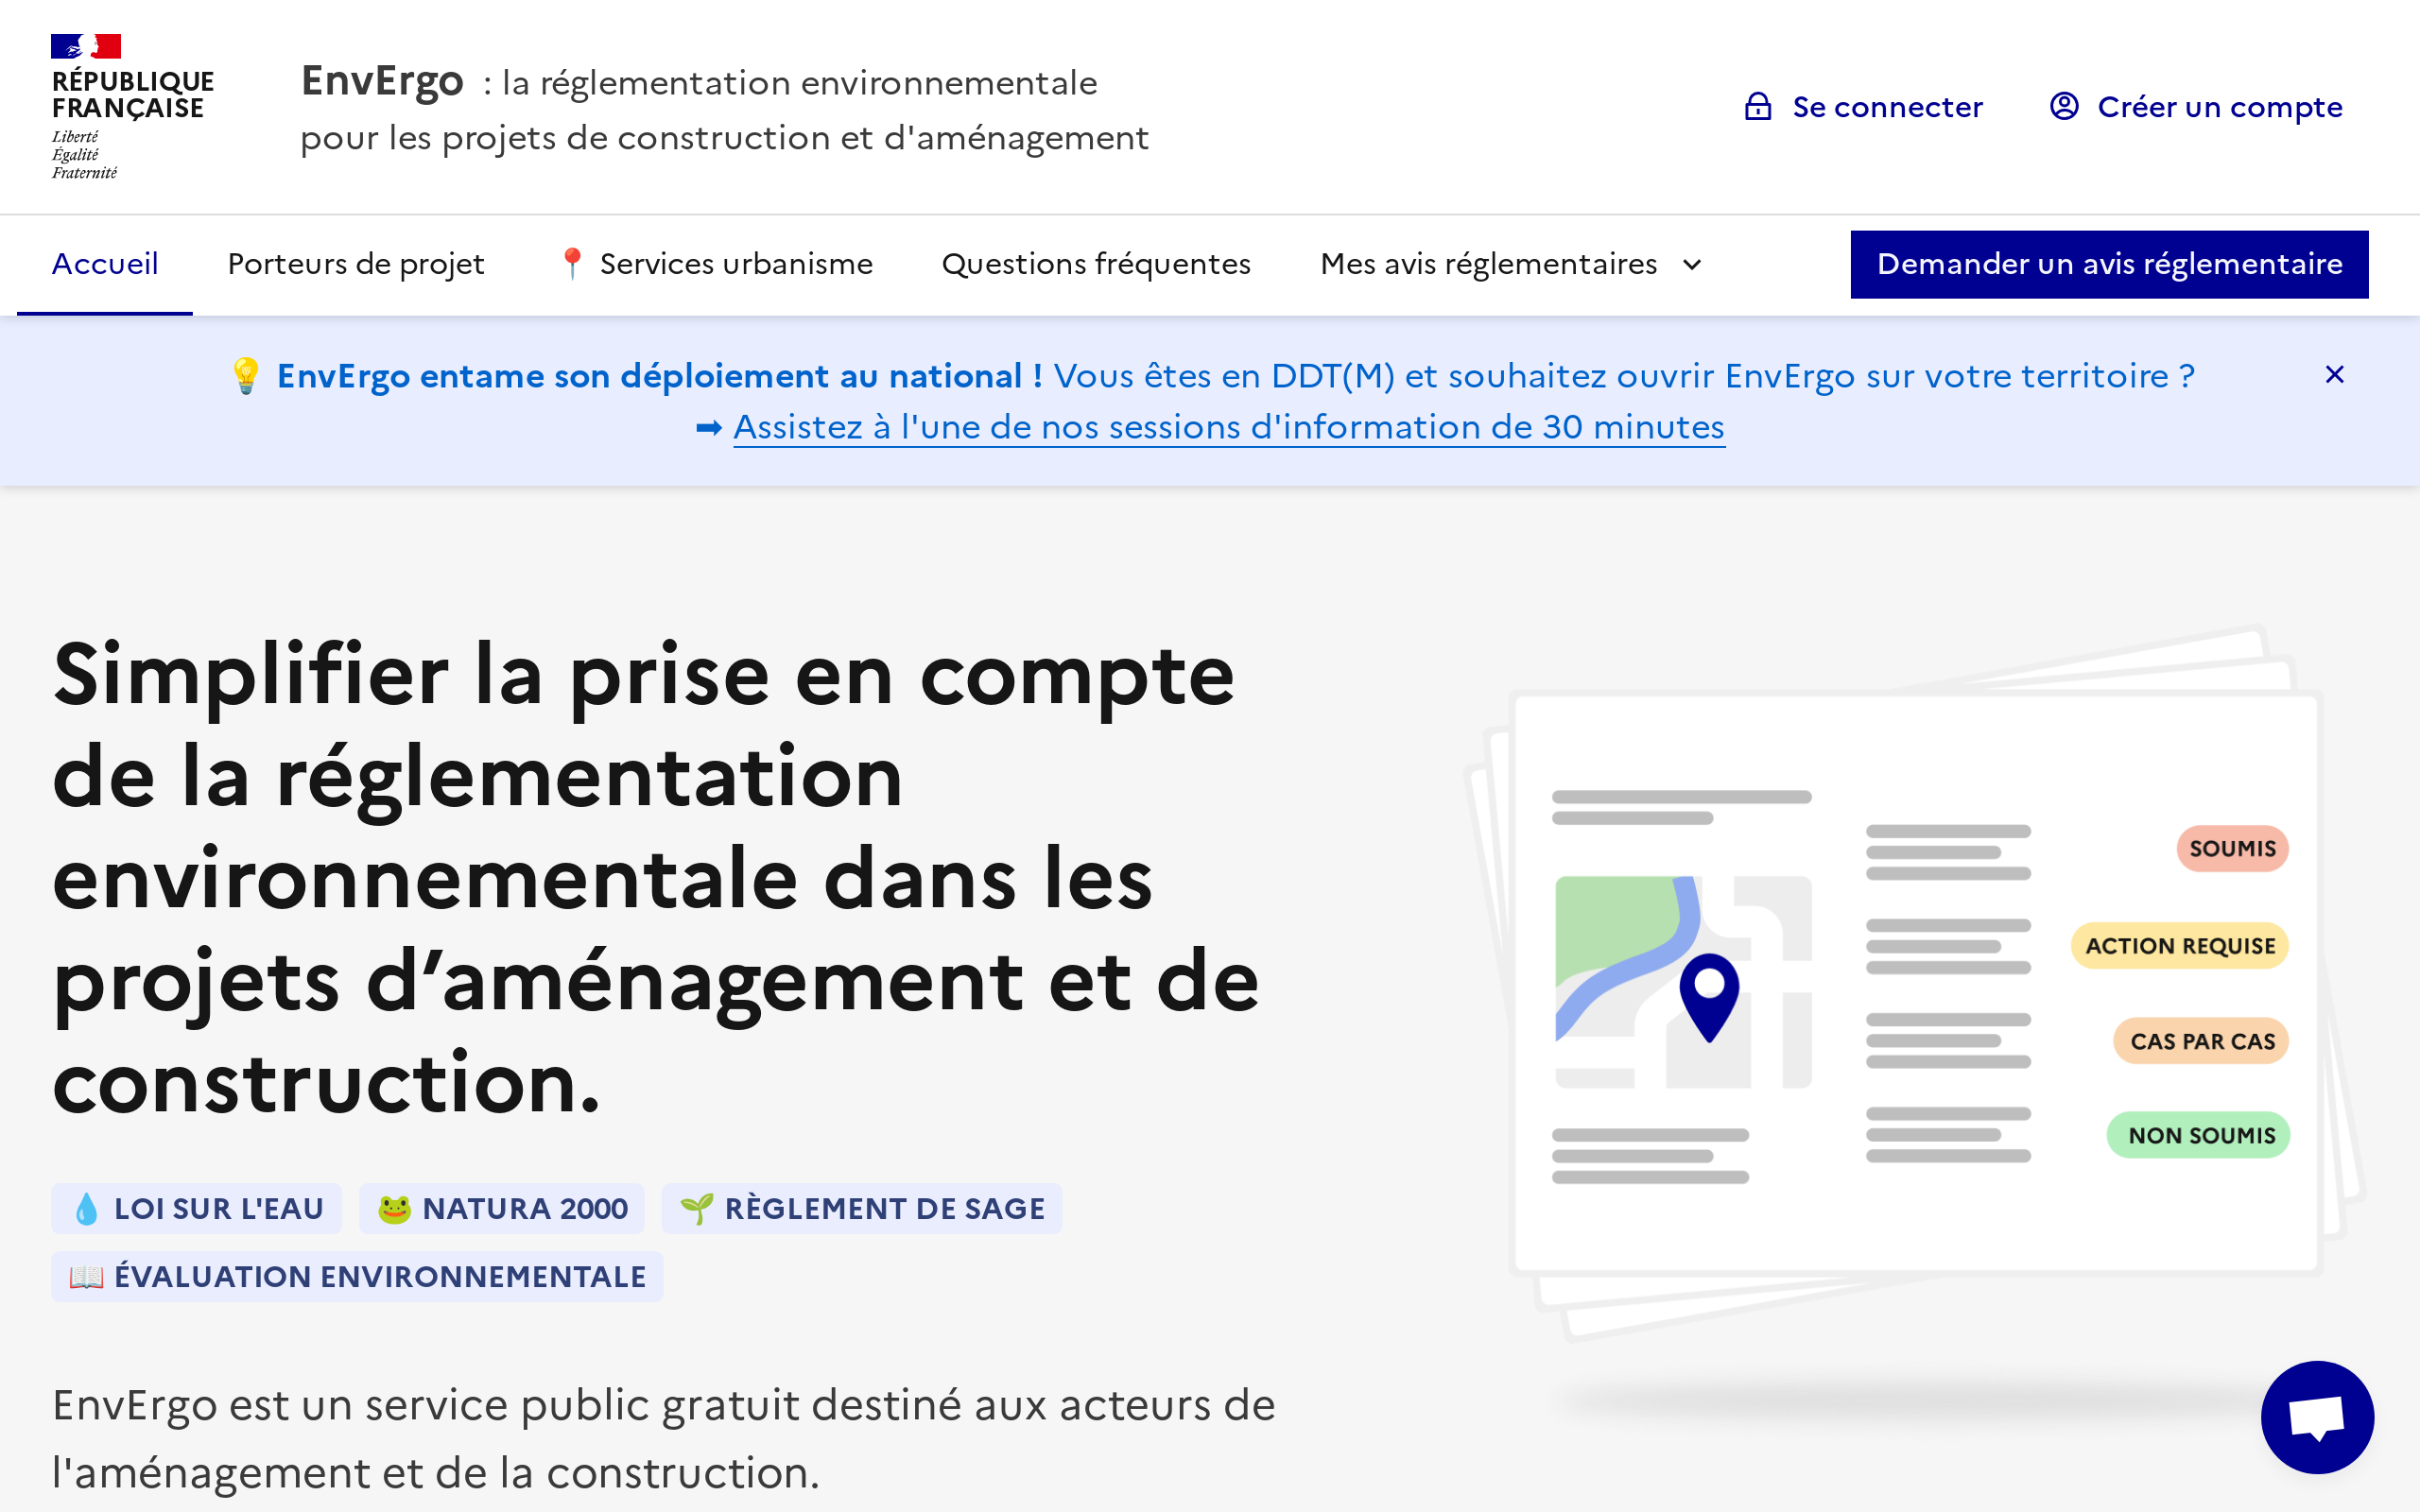 RÉPUBLIQUE
FRANÇAISE
Liberté
Égalité
Fraternité
EnvErgo : la réglementation environnementale
pour les projets de construction et d'aménagement
Se connecter
Créer un compte
Accueil
Porteurs de projet
📍 Services urbanisme
Questions fréquentes
Mes avis réglementaires
Demander un avis réglementaire
💡 EnvErgo entame son déploiement au national ! Vous êtes en DDT(M) et souhaitez ouvrir EnvErgo sur votre territoire ?
➡ Assistez à l'une de nos sessions d'information de 30 minutes
Simplifier la prise en compte
de la réglementation
environnementale dans les
projets d’aménagement et de
construction.
💧 LOI SUR L'EAU
🐸 NATURA 2000
🌱 RÈGLEMENT DE SAGE
📖 ÉVALUATION ENVIRONNEMENTALE
EnvErgo est un service public gratuit destiné aux acteurs de
l'aménagement et de la construction.
SOUMIS
ACTION REQUISE
CAS PAR CAS
NON SOUMIS